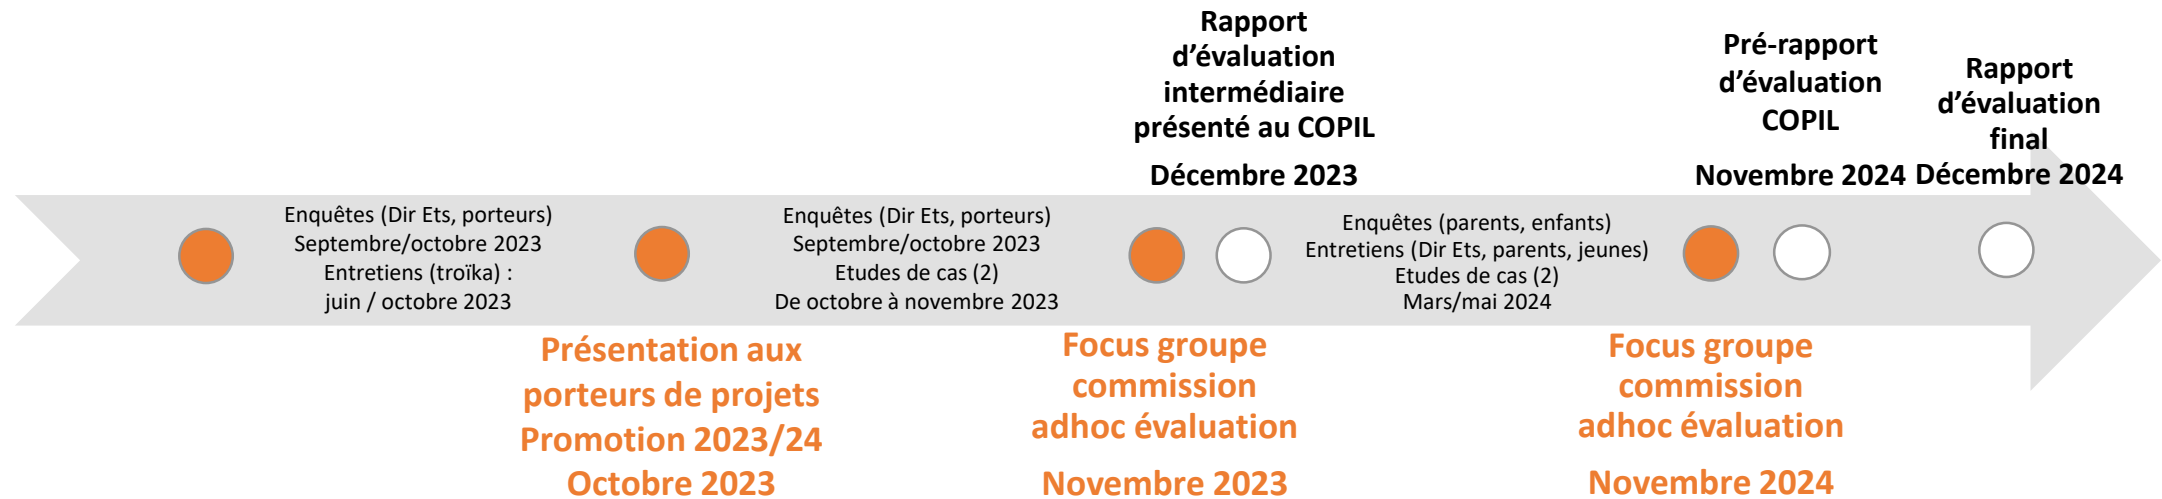 Rapport
d’évaluation
intermédiaire
présenté au COPIL
Décembre 2023
Pré-rapport
d’évaluation
COPIL
Novembre 2024
Rapport
d’évaluation
final
Décembre 2024
Enquêtes (Dir Ets, porteurs)
Septembre/octobre 2023
Entretiens (troïka) :
juin / octobre 2023
Enquêtes (Dir Ets, porteurs)
Septembre/octobre 2023
Etudes de cas (2)
De octobre à novembre 2023
Enquêtes (parents, enfants)
Entretiens (Dir Ets, parents, jeunes)
Etudes de cas (2)
Mars/mai 2024
Présentation aux
porteurs de projets
Promotion 2023/24
Octobre 2023
Focus groupe
commission
adhoc évaluation
Novembre 2023
Focus groupe
commission
adhoc évaluation
Novembre 2024